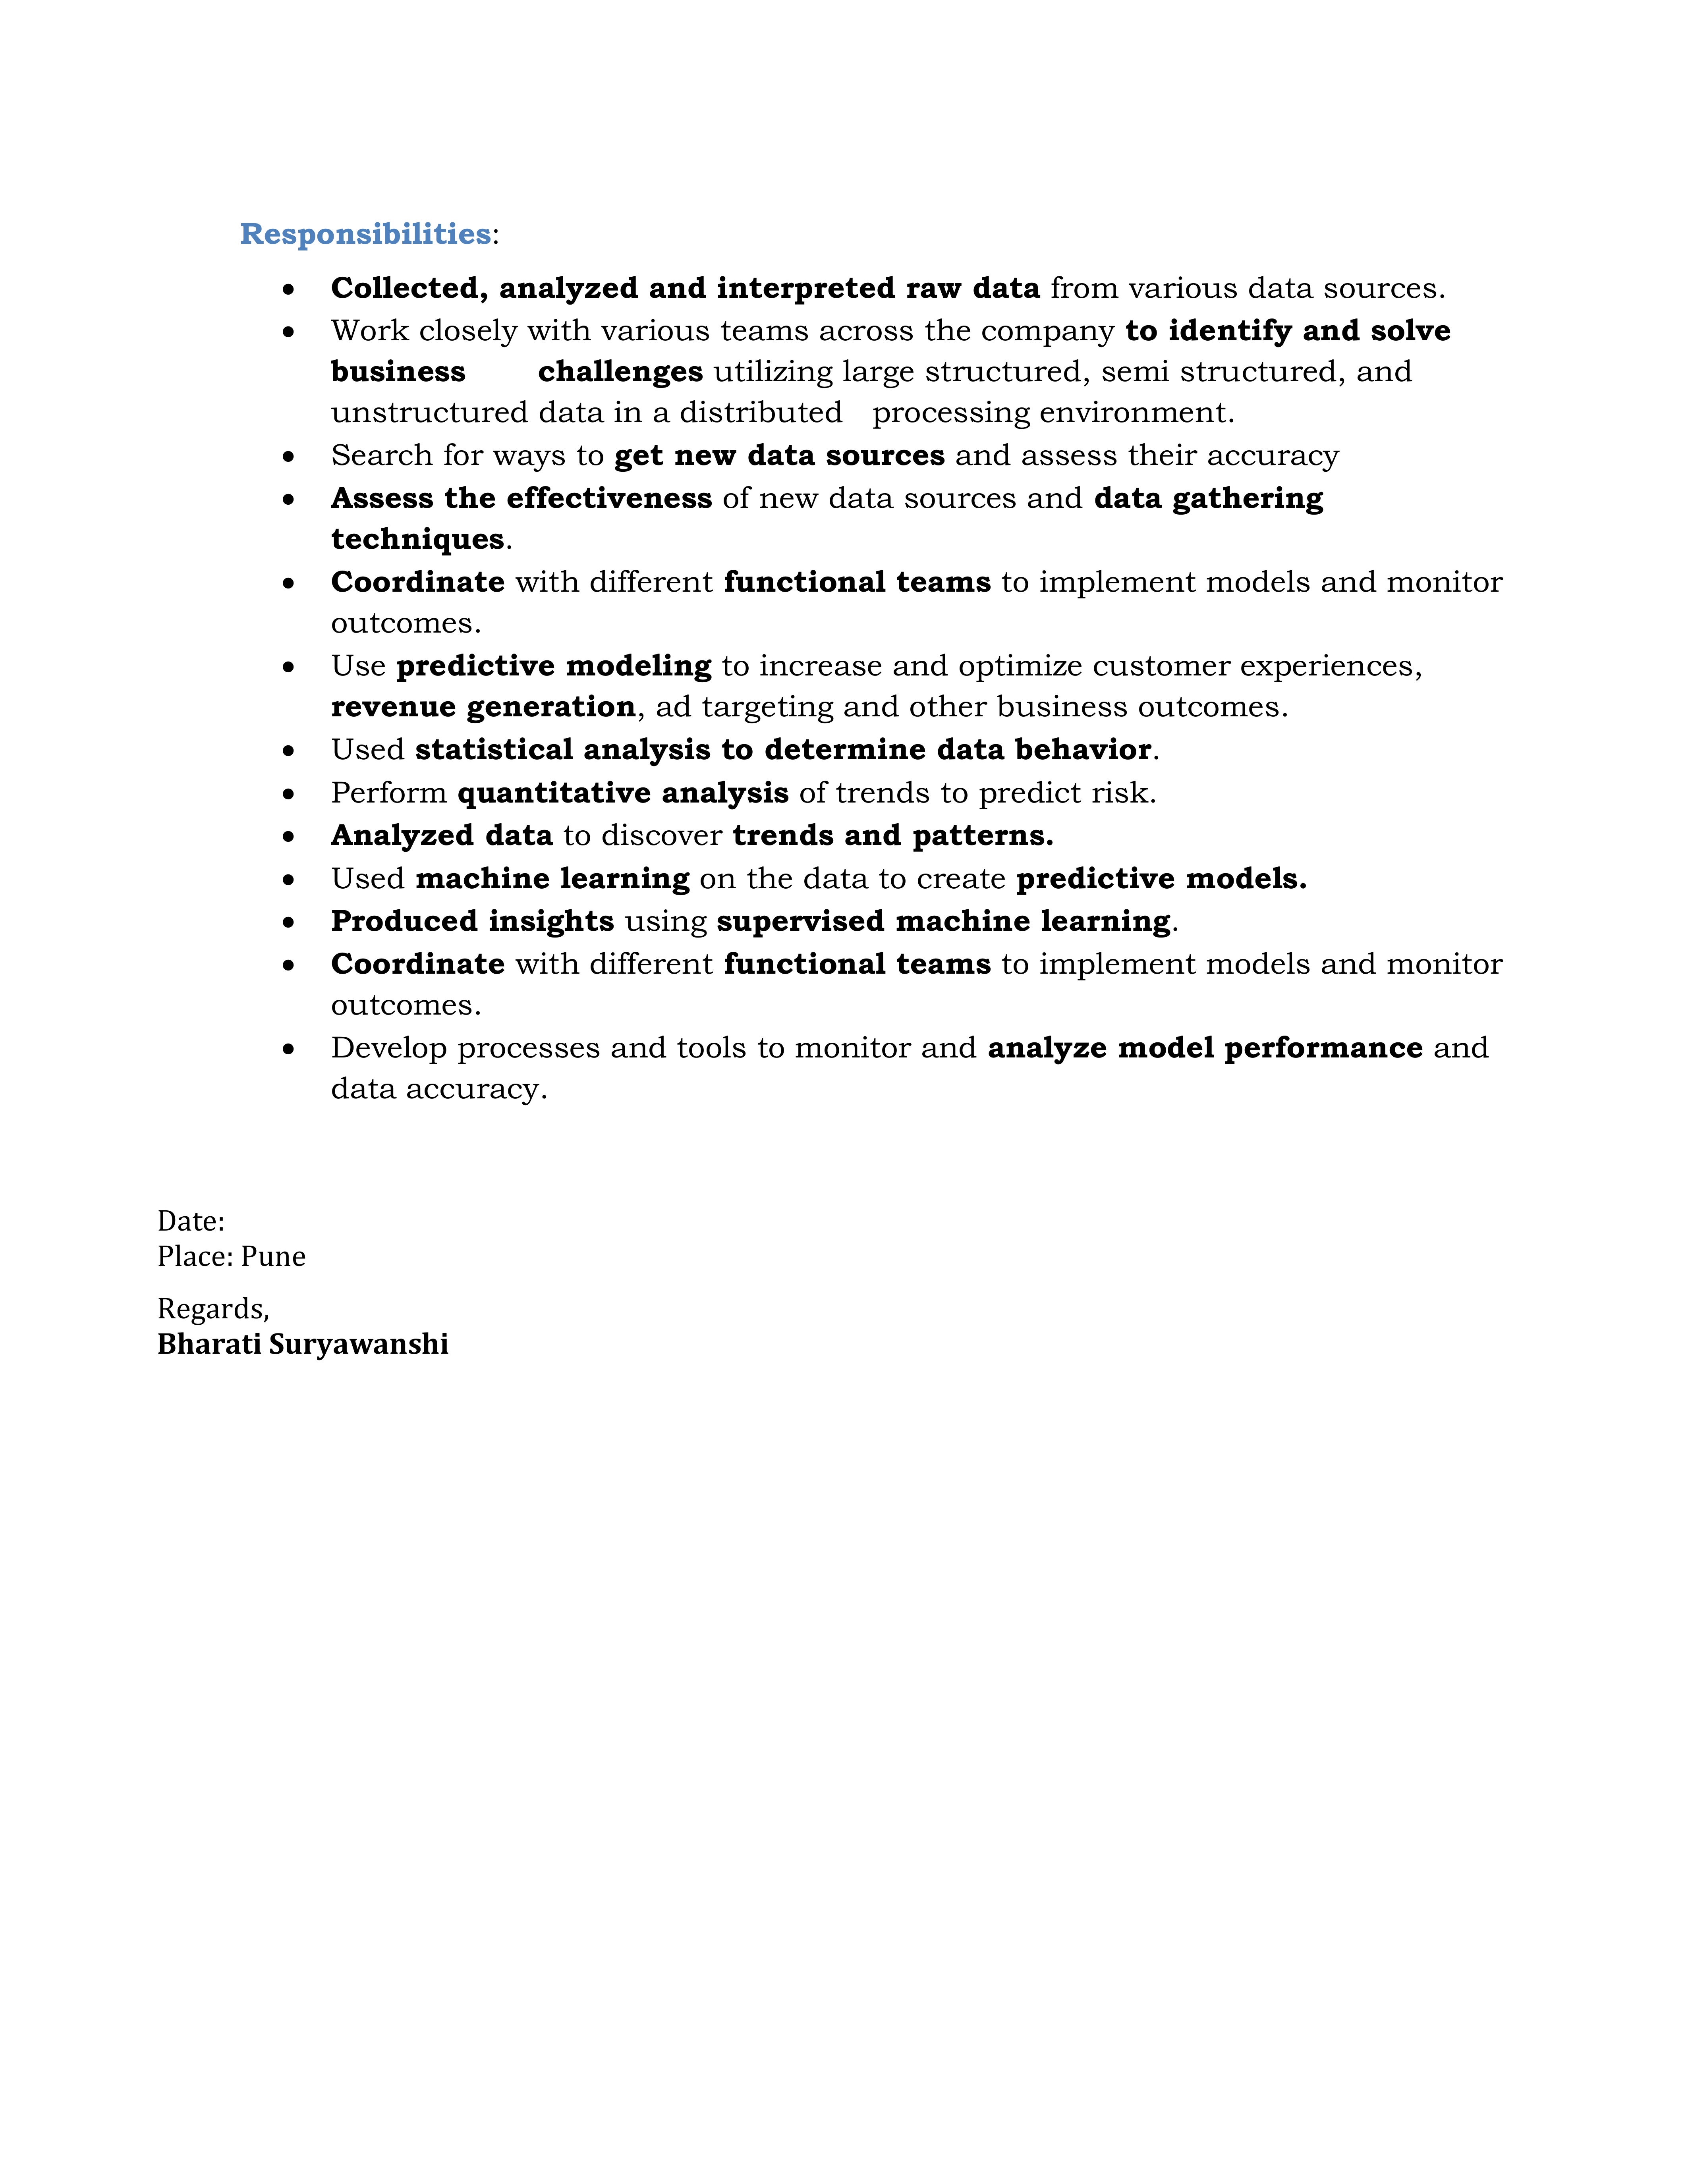 Responsibilities:
• Collected, analyzed and interpreted raw data from various data sources.
• Work closely with various teams across the company to identify and solve
business challenges utilizing large structured, semi structured, and
unstructured data in a distributed processing environment.
• Search for ways to get new data sources and assess their accuracy
• Assess the effectiveness of new data sources and data gathering
techniques.
• Coordinate with different functional teams to implement models and monitor
outcomes.
• Use predictive modeling to increase and optimize customer experiences,
revenue generation, ad targeting and other business outcomes.
• Used statistical analysis to determine data behavior.
• Perform quantitative analysis of trends to predict risk.
• Analyzed data to discover trends and patterns.
• Used machine learning on the data to create predictive models.
• Produced insights using supervised machine learning.
• Coordinate with different functional teams to implement models and monitor
outcomes.
• Develop processes and tools to monitor and analyze model performance and
data accuracy.
Date:
Place: Pune
Regards,
Bharati Suryawanshi